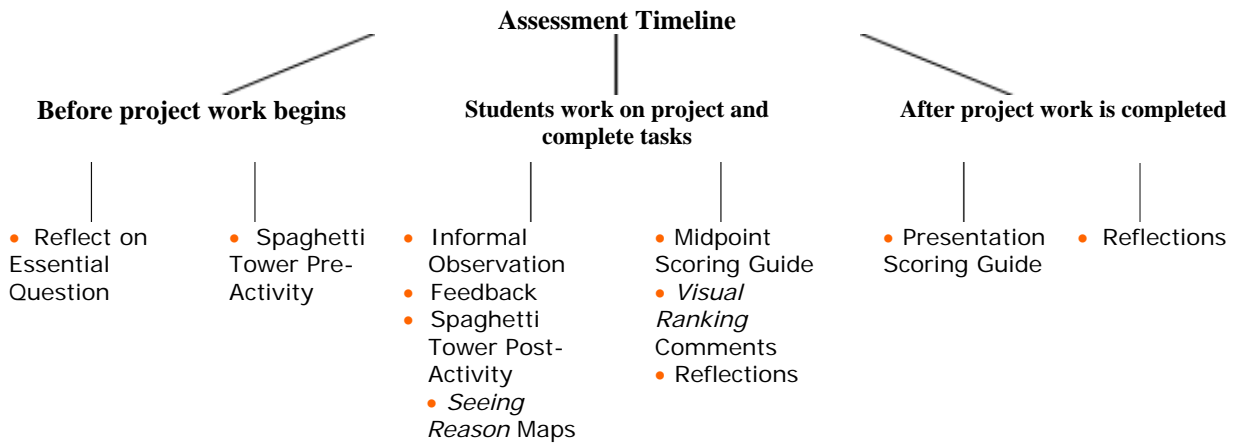 Assessment Timeline
Before project work begins
Students work on project and
complete tasks
After project work is completed
• Reflect on
Essential
Question
• Spaghetti
Tower Pre-
Activity
• Informal
Observation
• Feedback
• Spaghetti
Tower Post-
Activity
• Seeing
Reason Maps
• Midpoint
Scoring Guide
• Visual
Ranking
Comments
• Reflections
• Presentation
Scoring Guide
• Reflections